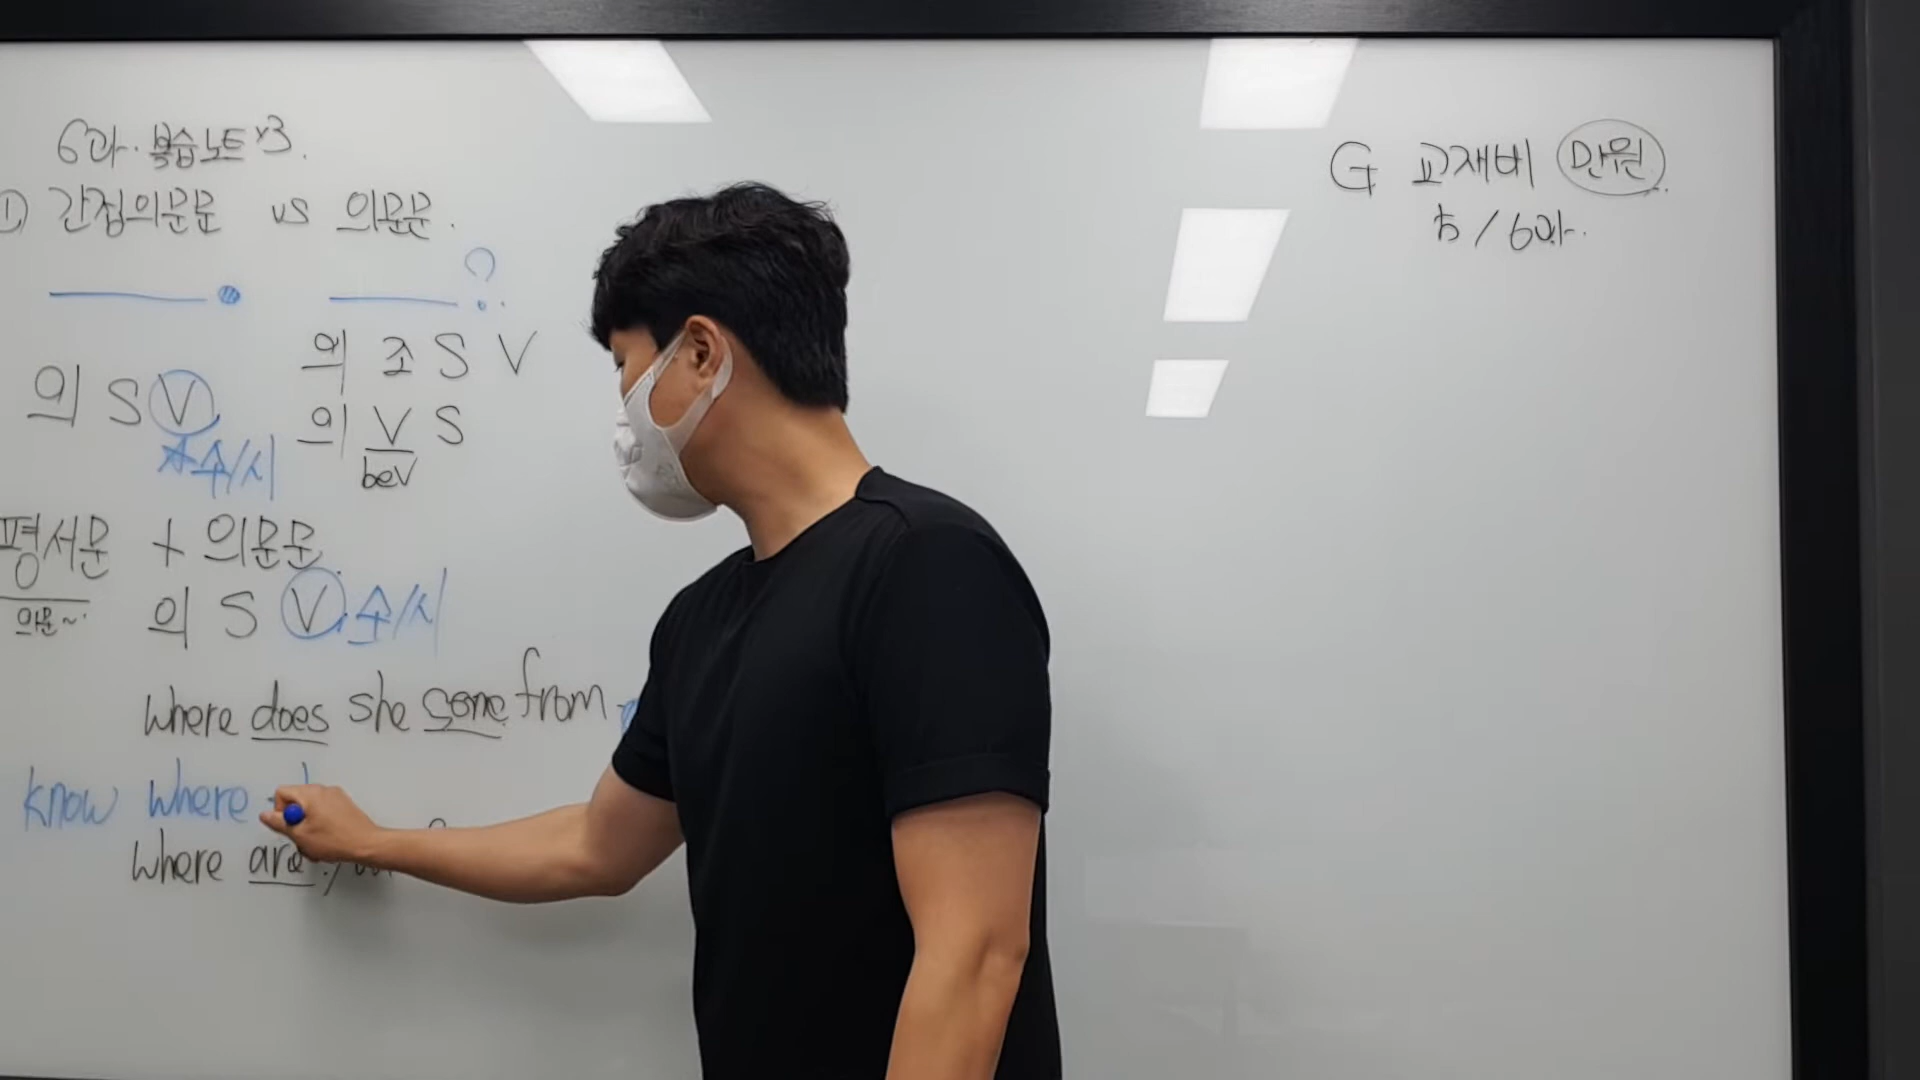 6과. 복습노트 x3.
① 간접의문문 vs 의문문.
?
의 S V
★수/시
의 조 S V
의 V S
beV
평서문 + 의문문.
의문~
의 S V.수/시
where does she come from
know where
where are
G 교재비 만원
5/6과.